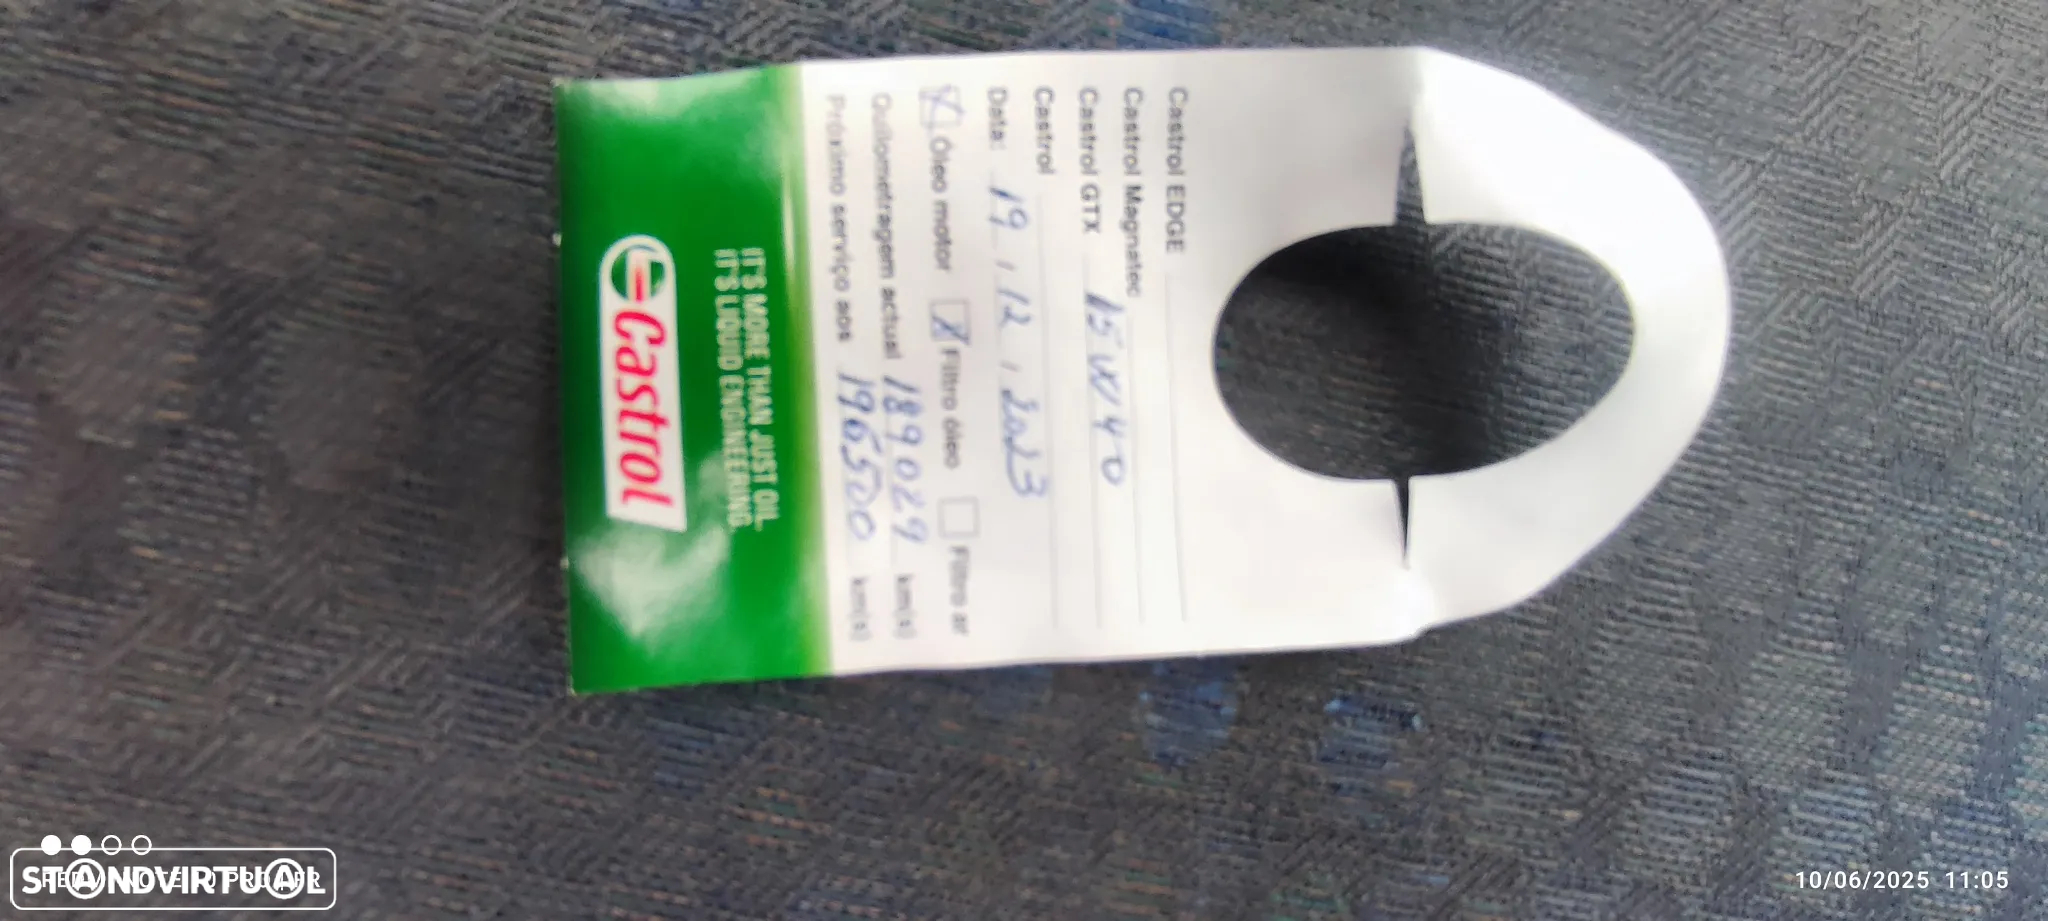 Castrol EDGE
Castrol Magnatec
Castrol GTX 15W40
Castrol
Data: 19.12.2023
X Óleo motor X Filtro óleo Filtro ar
Quilometragem actual 189029 km(s)
Próximo serviço aos 196500 km(s)
IT'S MORE THAN JUST OIL.
IT'S LIQUID ENGINEERING.
Castrol
STANDVIRTUAL
10/06/2025 11:05